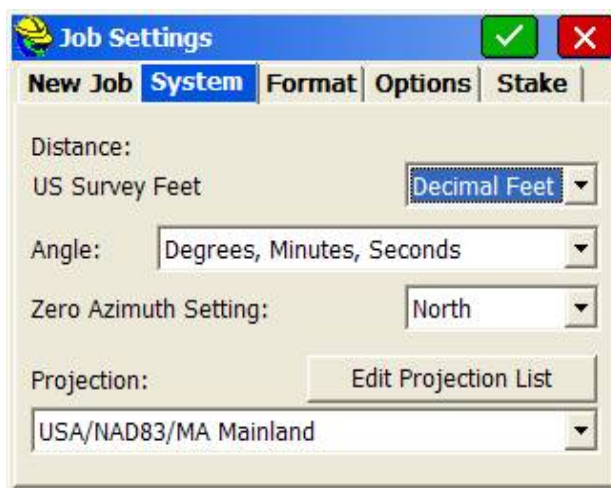 Job Settings
New Job System Format Options Stake
Distance:
US Survey Feet Decimal Feet
Angle: Degrees, Minutes, Seconds
Zero Azimuth Setting: North
Projection: Edit Projection List
USA/NAD83/MA Mainland